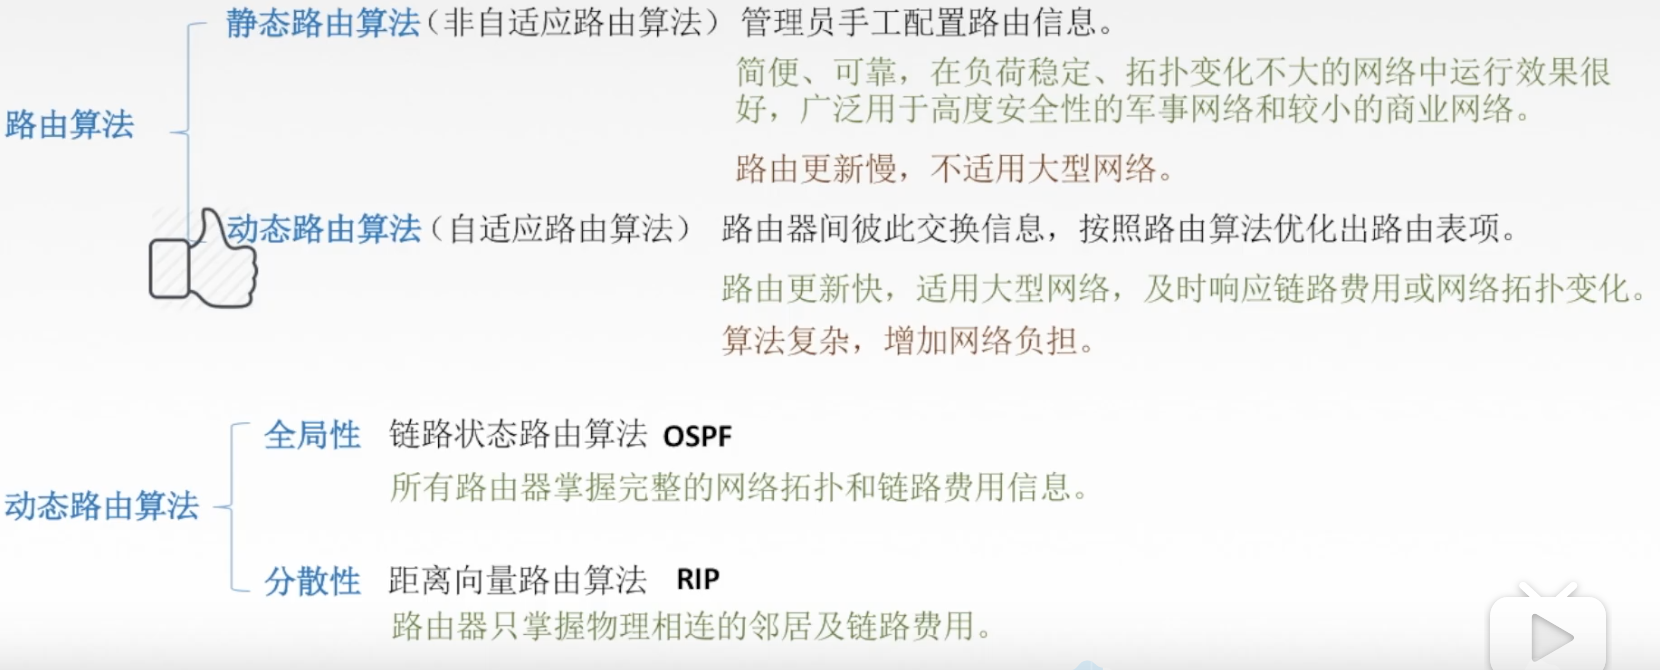 静态路由算法（非自适应路由算法）管理员手工配置路由信息。
简便、可靠，在负荷稳定、拓扑变化不大的网络中运行效果很
好，广泛用于高度安全性的军事网络和较小的商业网络。
路由算法
路由更新慢，不适用大型网络。
动态路由算法（自适应路由算法） 路由器间彼此交换信息，按照路由算法优化出路由表项。
路由更新快，适用大型网络，及时响应链路费用或网络拓扑变化。
算法复杂，增加网络负担。
全局性 链路状态路由算法 OSPF
所有路由器掌握完整的网络拓扑和链路费用信息。
动态路由算法
分散性 距离向量路由算法 RIP
路由器只掌握物理相连的邻居及链路费用。